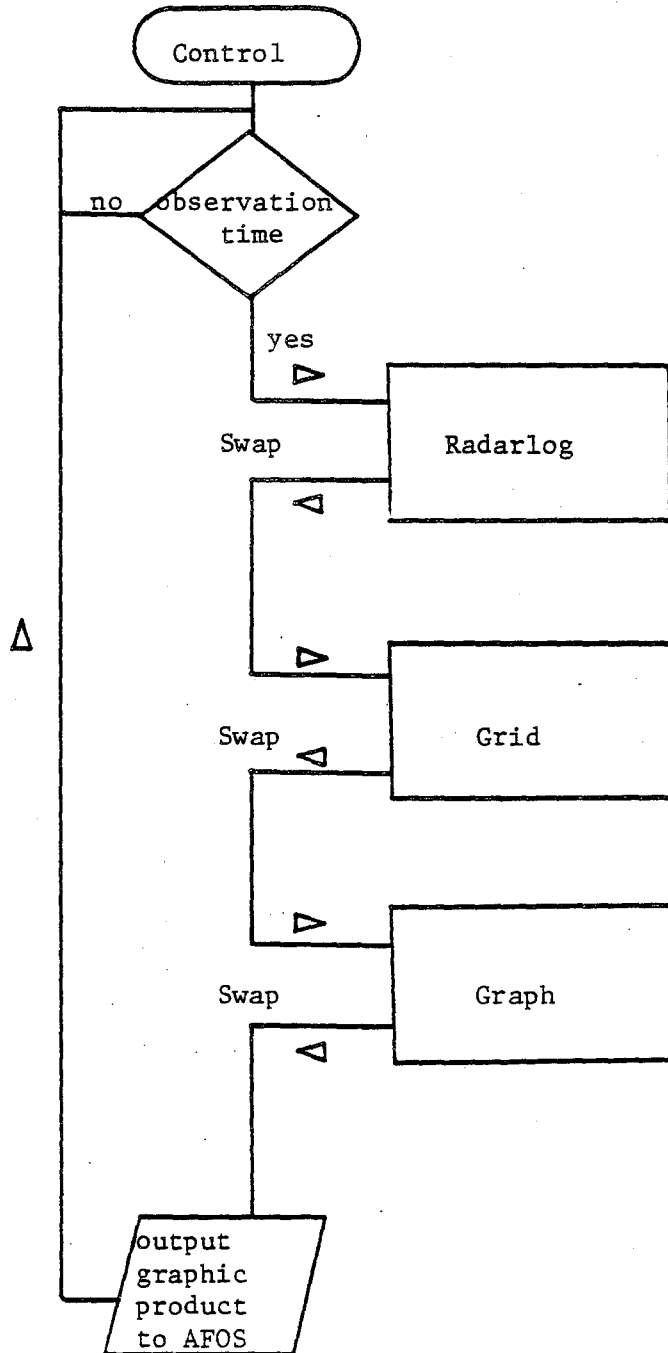 Control
no observation
time
yes
Swap Radarlog
Swap Grid
Swap Graph
output
graphic
product
to AFOS